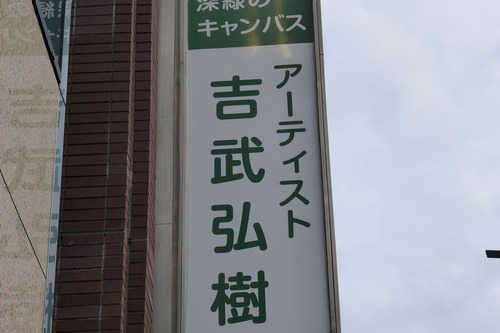 深緑の
キャンバス
アーティスト
吉武弘樹